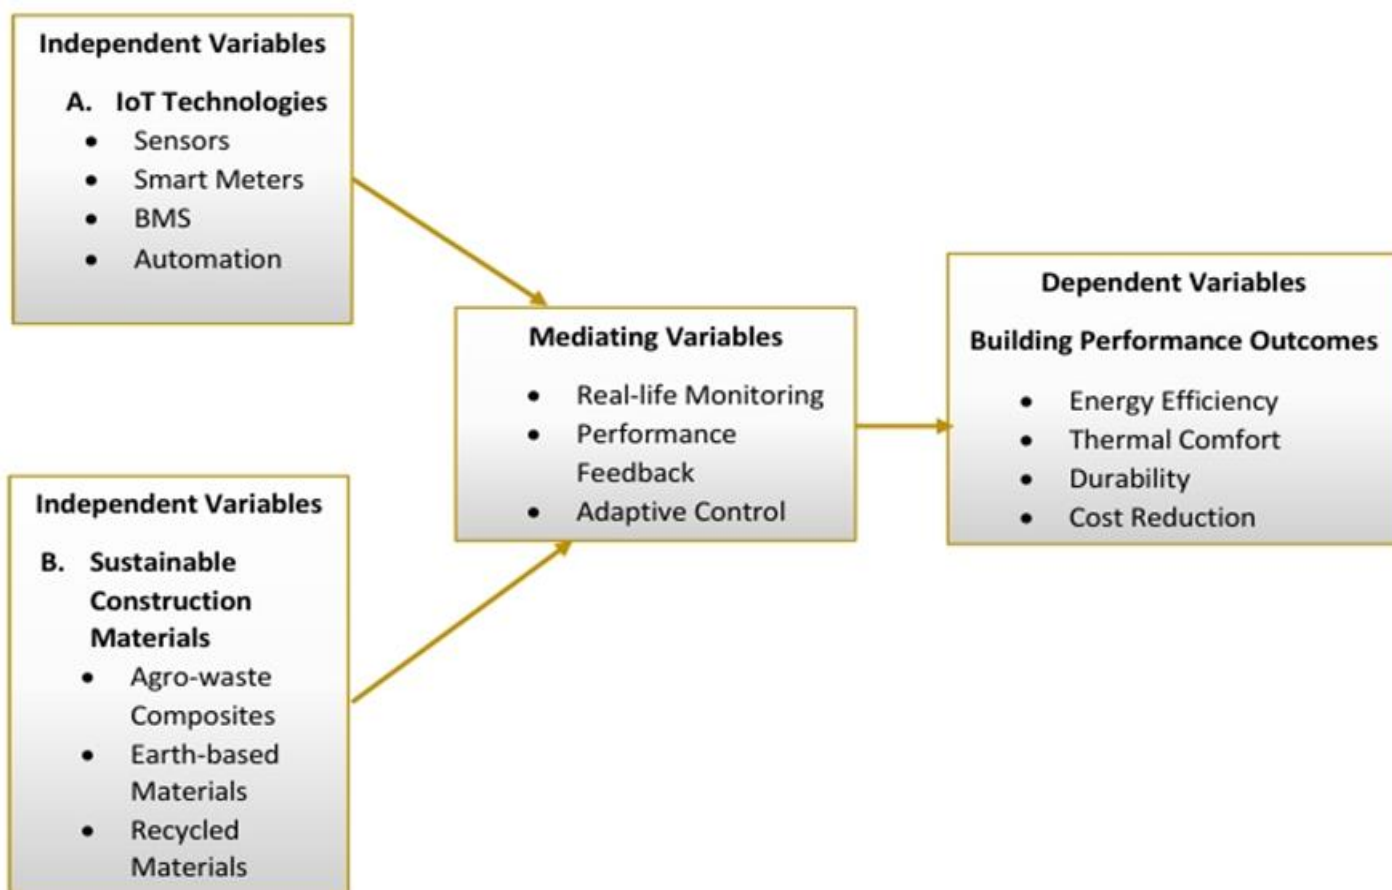 Independent Variables
A. IoT Technologies
• Sensors
• Smart Meters
• BMS
• Automation
Independent Variables
B. Sustainable
Construction
Materials
• Agro-waste
Composites
• Earth-based
Materials
• Recycled
Materials
Mediating Variables
• Real-life Monitoring
• Performance
Feedback
• Adaptive Control
Dependent Variables
Building Performance Outcomes
• Energy Efficiency
• Thermal Comfort
• Durability
• Cost Reduction